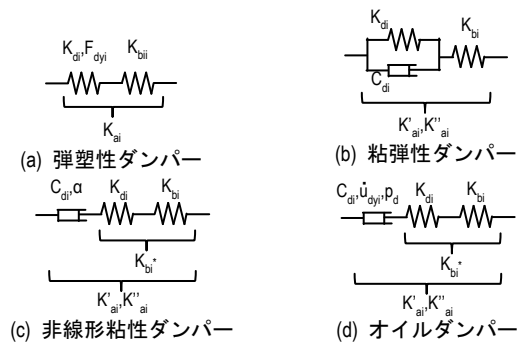 K_di,F_dyi K_bii
K_ai
(a) 弾塑性ダンパー
K_di
K_bi
C_di
K'_ai,K''_ai
(b) 粘弾性ダンパー
C_di,α K_di K_bi
K_bi*
K'_ai,K''_ai
(c) 非線形粘性ダンパー
C_di,u̇_dyi,p_d K_di K_bi
K_bi*
K'_ai,K''_ai
(d) オイルダンパー